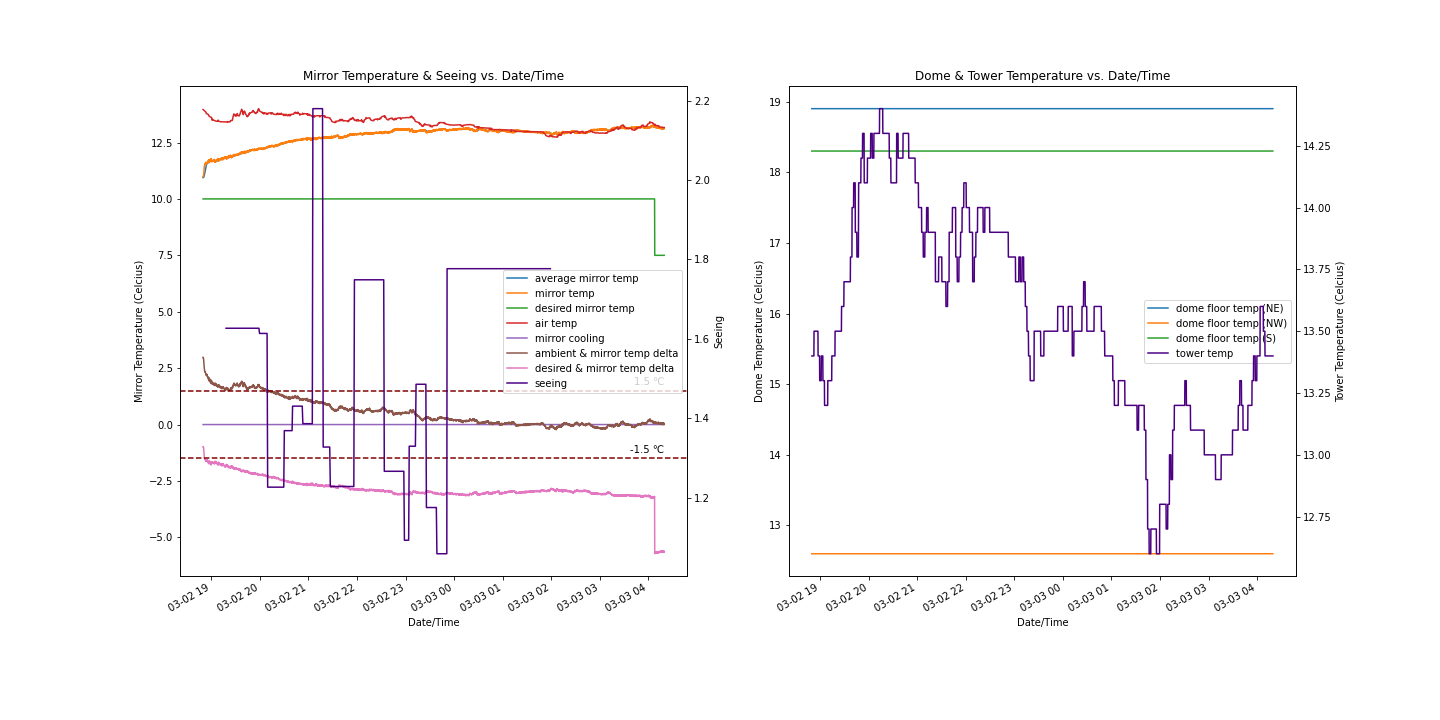 Mirror Temperature & Seeing vs. Date/Time
Mirror Temperature (Celcius)
12.5
10.0
7.5
5.0
2.5
0.0
−2.5
−5.0
2.2
2.0
1.8
1.6
1.4
1.2
Seeing
average mirror temp
mirror temp
desired mirror temp
air temp
mirror cooling
ambient & mirror temp delta
desired & mirror temp delta
seeing
1.5 ℃
-1.5 ℃
03-02 19
03-02 20
03-02 21
03-02 22
03-02 23
03-03 00
03-03 01
03-03 02
03-03 03
03-03 04
Date/Time
Dome & Tower Temperature vs. Date/Time
Dome Temperature (Celcius)
19
18
17
16
15
14
13
14.25
14.00
13.75
13.50
13.25
13.00
12.75
Tower Temperature (Celcius)
dome floor temp (NE)
dome floor temp (NW)
dome floor temp (S)
tower temp
03-02 19
03-02 20
03-02 21
03-02 22
03-02 23
03-03 00
03-03 01
03-03 02
03-03 03
03-03 04
Date/Time